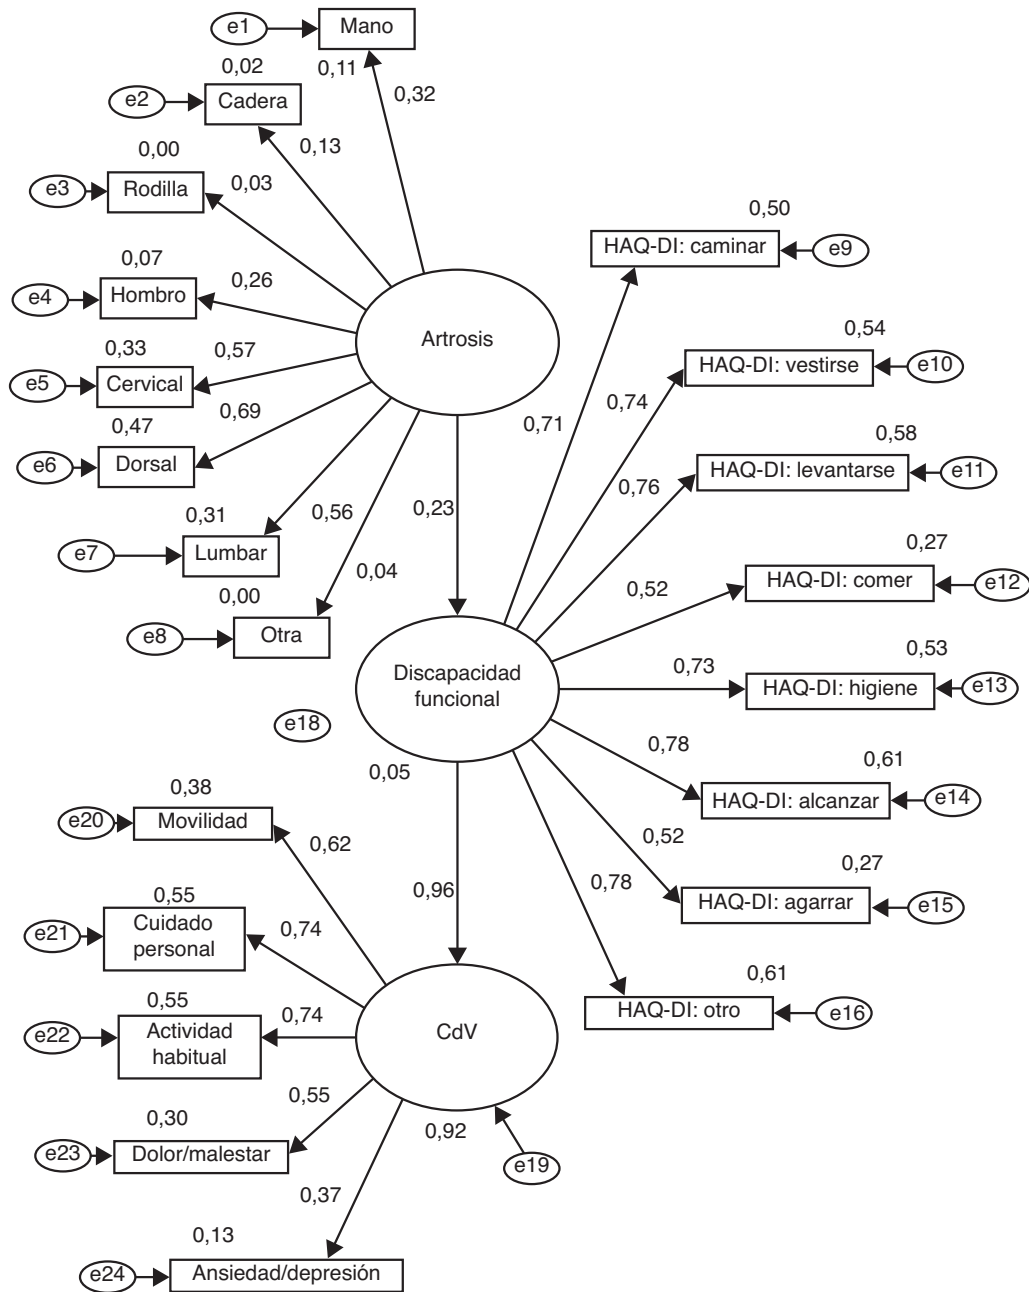 e1
Mano
0,11
0,32
0,02
e2
Cadera
0,13
0,00
e3
Rodilla
0,03
0,07
e4
Hombro
0,26
0,33
e5
Cervical
0,57
0,47
e6
Dorsal
0,69
0,31
e7
Lumbar
0,56
0,00
e8
Otra
0,04
Artrosis
0,23
0,50
HAQ-DI: caminar
e9
0,71
0,54
HAQ-DI: vestirse
e10
0,74
0,58
HAQ-DI: levantarse
e11
0,76
0,27
HAQ-DI: comer
e12
0,52
0,53
HAQ-DI: higiene
e13
0,73
0,61
HAQ-DI: alcanzar
e14
0,78
0,27
HAQ-DI: agarrar
e15
0,52
0,61
HAQ-DI: otro
e16
0,78
Discapacidad
funcional
e18
0,05
0,96
0,38
e20
Movilidad
0,62
0,55
e21
Cuidado
personal
0,74
0,55
e22
Actividad
habitual
0,74
0,30
e23
Dolor/malestar
0,55
0,13
e24
Ansiedad/depresión
0,37
CdV
0,92
e19